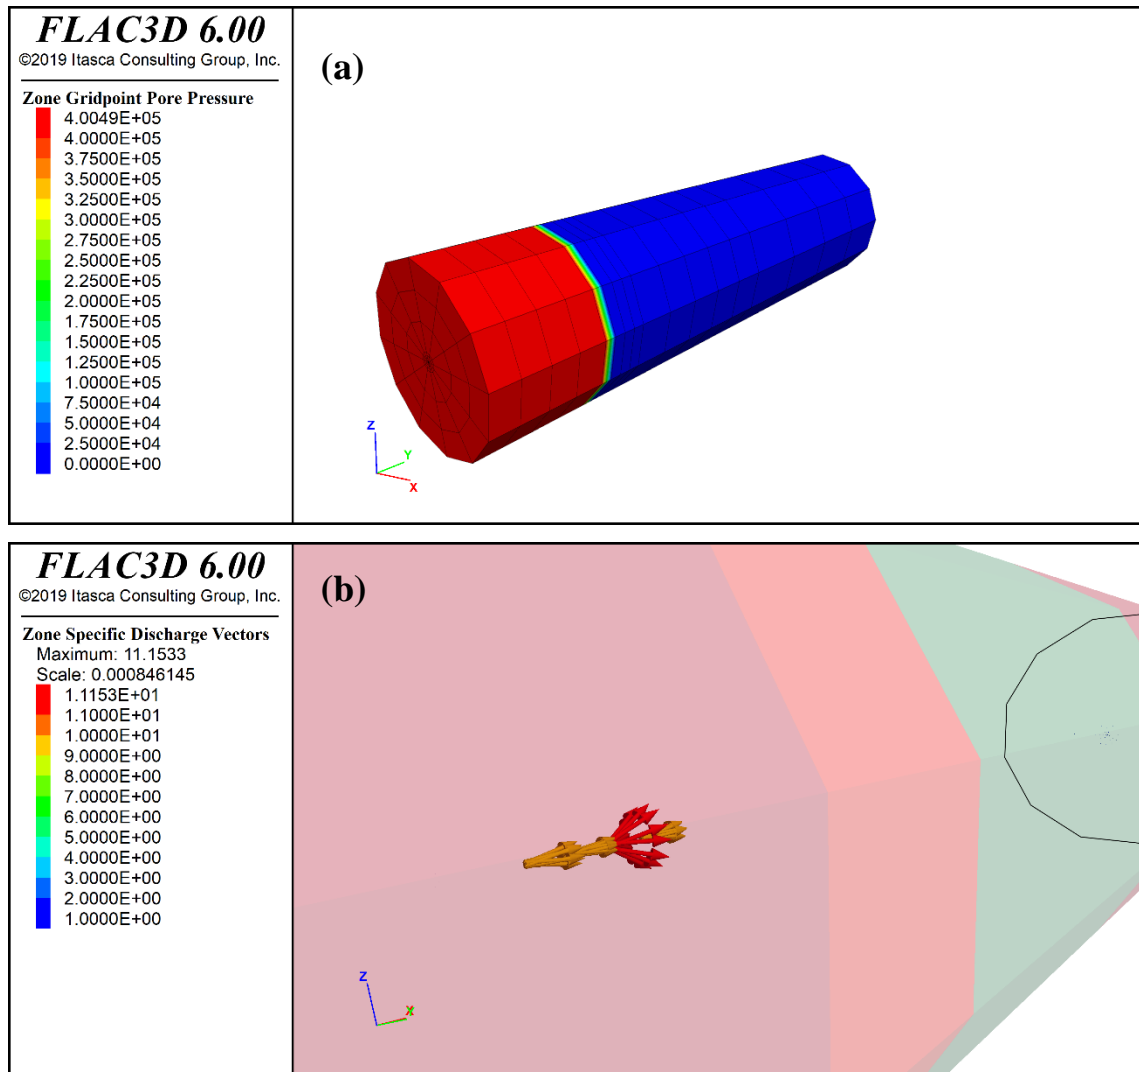 FLAC3D 6.00
©2019 Itasca Consulting Group, Inc.
Zone Gridpoint Pore Pressure
4.0049E+05
4.0000E+05
3.7500E+05
3.5000E+05
3.2500E+05
3.0000E+05
2.7500E+05
2.5000E+05
2.2500E+05
2.0000E+05
1.7500E+05
1.5000E+05
1.2500E+05
1.0000E+05
7.5000E+04
5.0000E+04
2.5000E+04
0.0000E+00
(a)
Z
Y
X
FLAC3D 6.00
©2019 Itasca Consulting Group, Inc.
Zone Specific Discharge Vectors
Maximum: 11.1533
Scale: 0.000846145
1.1153E+01
1.1000E+01
1.0000E+01
9.0000E+00
8.0000E+00
7.0000E+00
6.0000E+00
5.0000E+00
4.0000E+00
3.0000E+00
2.0000E+00
1.0000E+00
(b)
Z
X